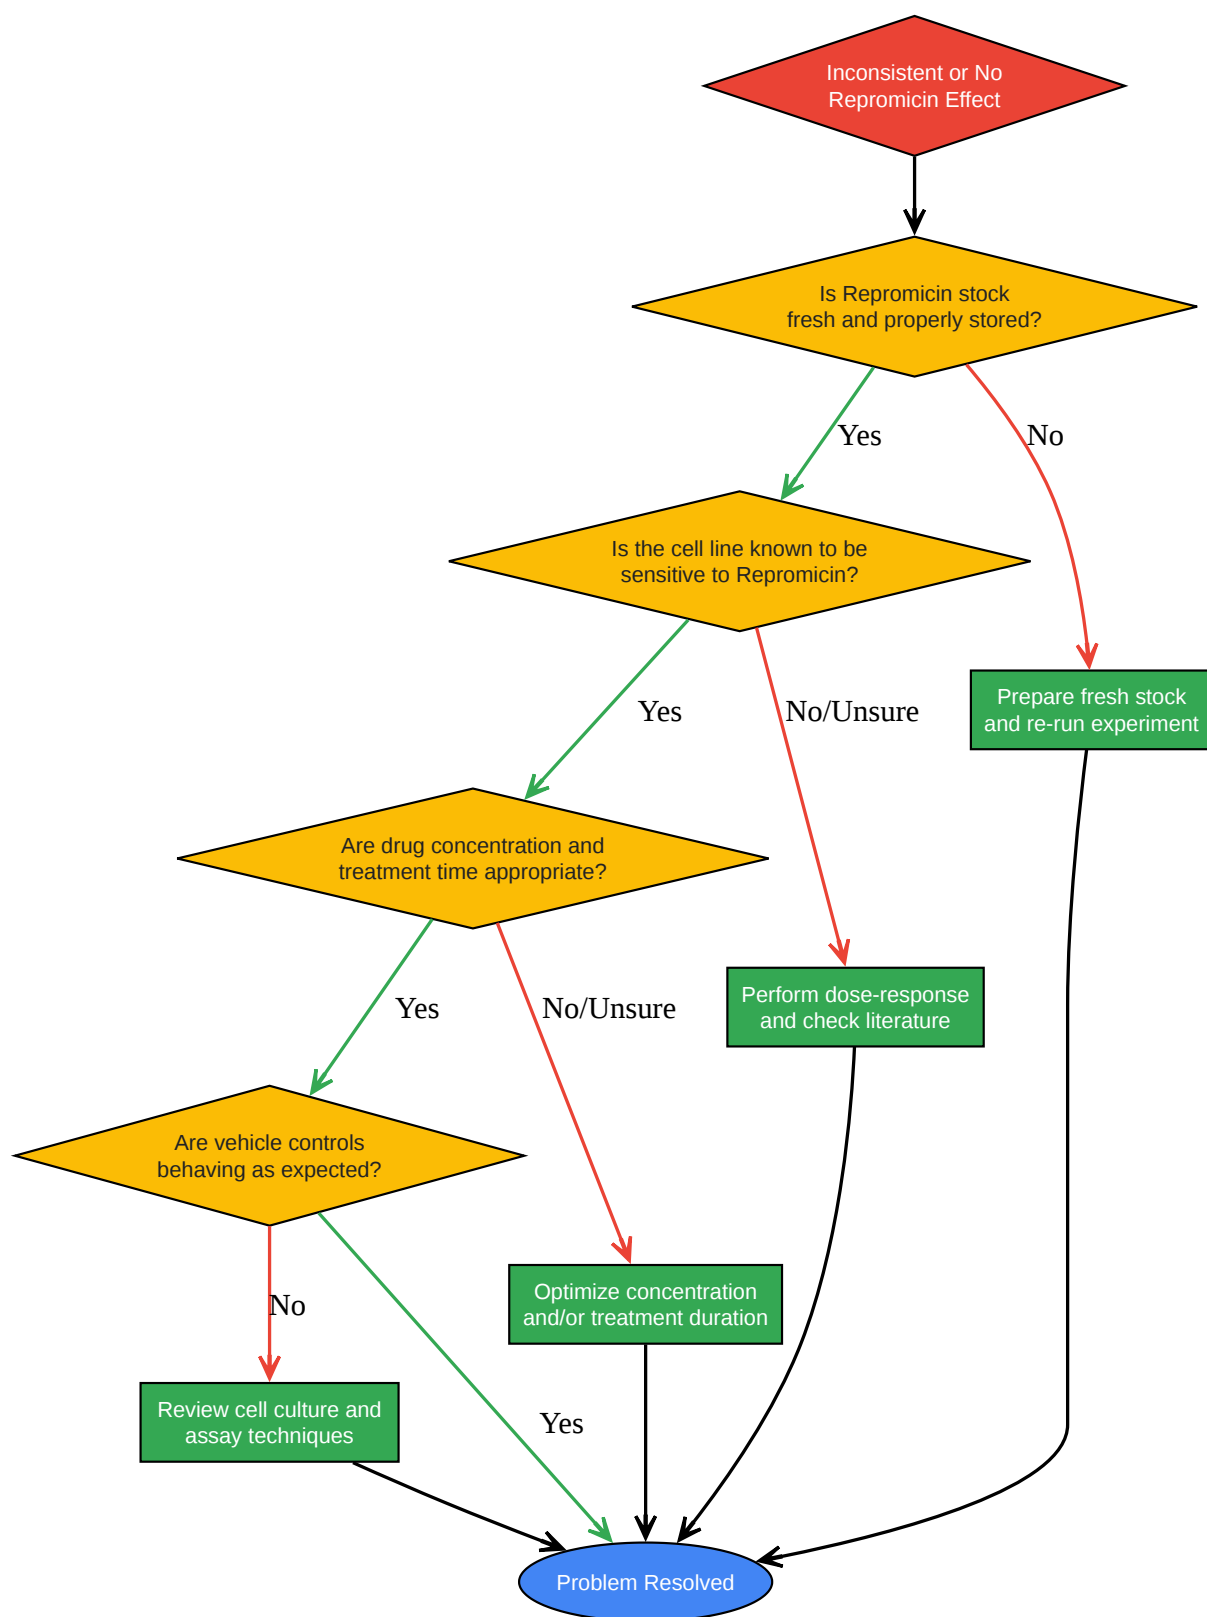 Inconsistent or No
Repromicin Effect
Is Repromicin stock
fresh and properly stored?
Yes
No
Is the cell line known to be
sensitive to Repromicin?
Yes
No/Unsure
Prepare fresh stock
and re-run experiment
Are drug concentration and
treatment time appropriate?
Yes
No/Unsure
Perform dose-response
and check literature
Are vehicle controls
behaving as expected?
No
Yes
Optimize concentration
and/or treatment duration
Review cell culture and
assay techniques
Problem Resolved